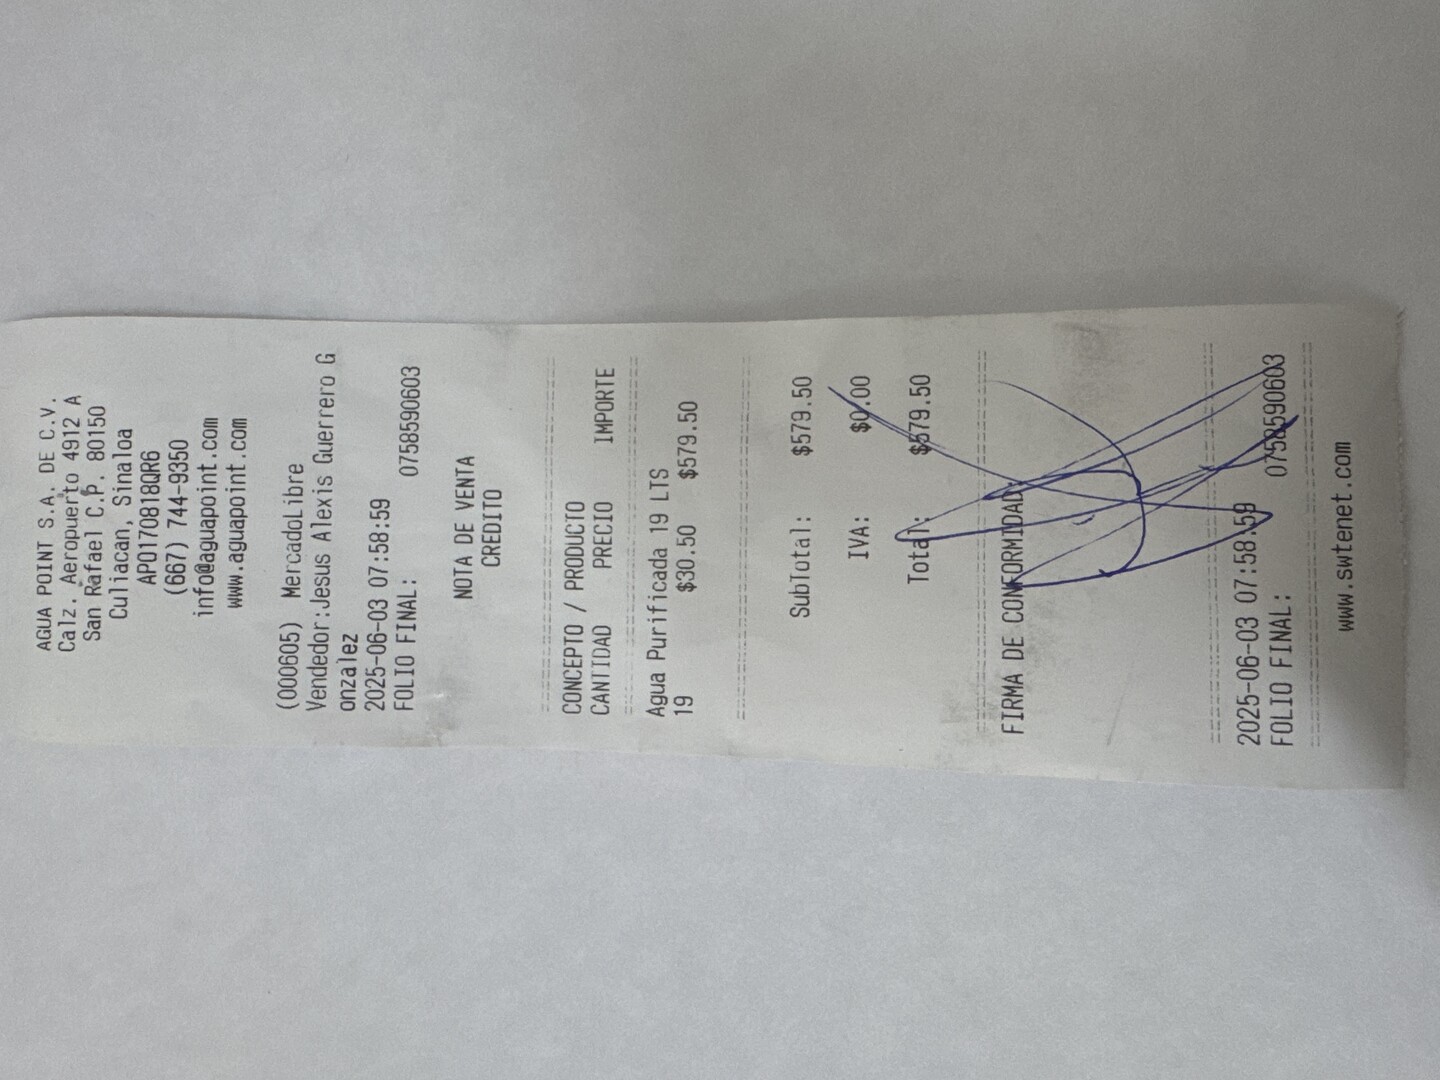 AGUA POINT S.A. DE C.V.
Calz. Aeropuerto 4912 A
San Rafael C.P. 80150
Culiacan, Sinaloa
APO170818QR6
(667) 744-9350
info@aguapoint.com
www.aguapoint.com
(000605)  MercadoLibre
Vendedor:Jesus Alexis Guerrero G
onzalez
2025-06-03 07:58:59
FOLIO FINAL: 0758590603
NOTA DE VENTA
CREDITO
================================
CONCEPTO / PRODUCTO
CANTIDAD PRECIO IMPORTE
================================
Agua Purificada 19 LTS
19 $30.50 $579.50
================================
SubTotal: $579.50
IVA: $0.00
Total: $579.50
================================
FIRMA DE CONFORMIDAD:
================================
2025-06-03 07:58:59
FOLIO FINAL: 0758590603
================================
www.swtenet.com